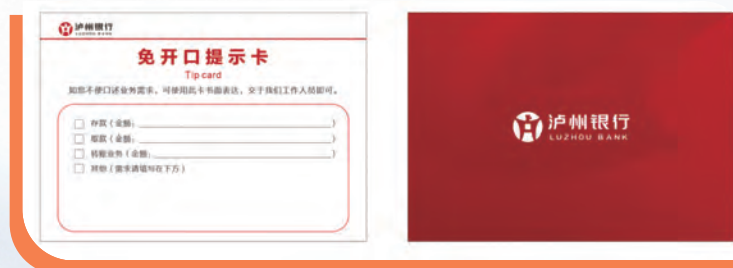 泸州银行
LUZHOU BANK
免开口提示卡
Tip card
如您不便口述业务需求，可使用此卡书面表达，交于我们工作人员即可。
存款（金额：）
取款（金额：）
转账业务（金额：）
其他（需求请填写在下方）
泸州银行
LUZHOU BANK